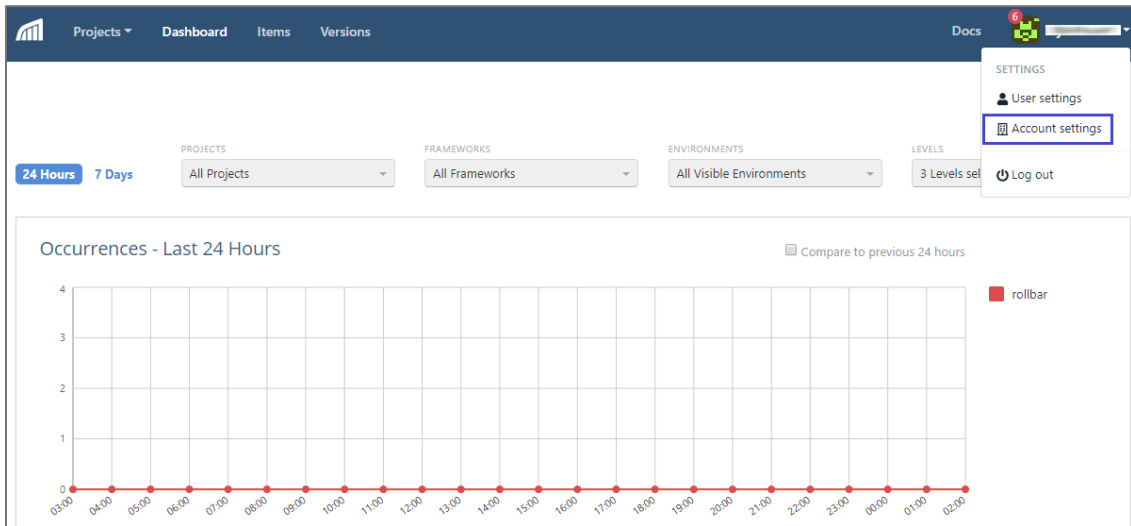 Projects Dashboard Items Versions Docs 6
SETTINGS
User settings
Account settings
Log out
PROJECTS FRAMEWORKS ENVIRONMENTS LEVELS
24 Hours 7 Days All Projects All Frameworks All Visible Environments 3 Levels sel
Occurrences - Last 24 Hours
Compare to previous 24 hours
rollbar
4
3
2
1
0
03:00 04:00 05:00 06:00 07:00 08:00 09:00 10:00 11:00 12:00 13:00 14:00 15:00 16:00 17:00 18:00 19:00 20:00 21:00 22:00 23:00 00:00 01:00 02:00